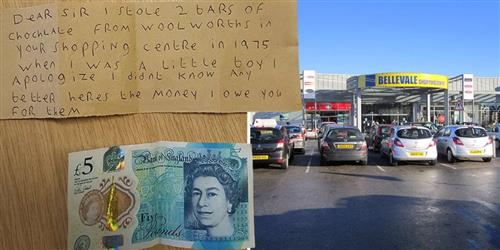 DEAR SIR I STOLE 2 BARS OF
CHOCHLATE FROM WOOLWORTHS IN
YOUR SHOPPING CENTRE IN 1975
WHEN I WAS A LITTLE BOY I
APOLOGIZE I DIDNT KNOW ANY
BETTER HERES THE MONEY I OWE YOU
FOR THEM
£5
Bank of England
Five
Pounds
BELLEVALE SHOPPING CENTRE